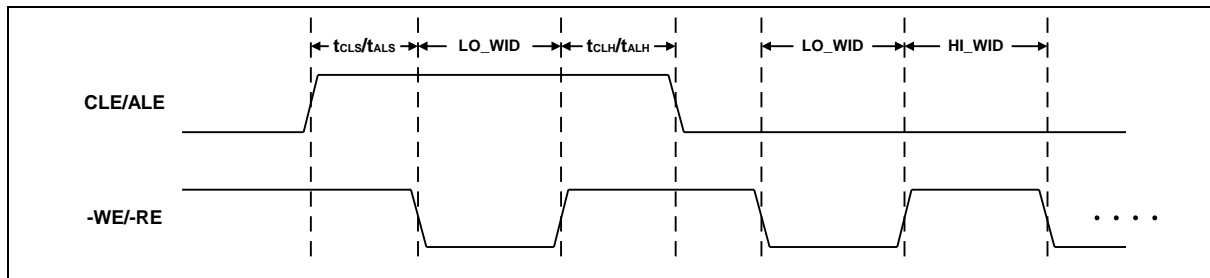 tCLS/tALS LO_WID tCLH/tALH LO_WID HI_WID
CLE/ALE
-WE/-RE
. . . .